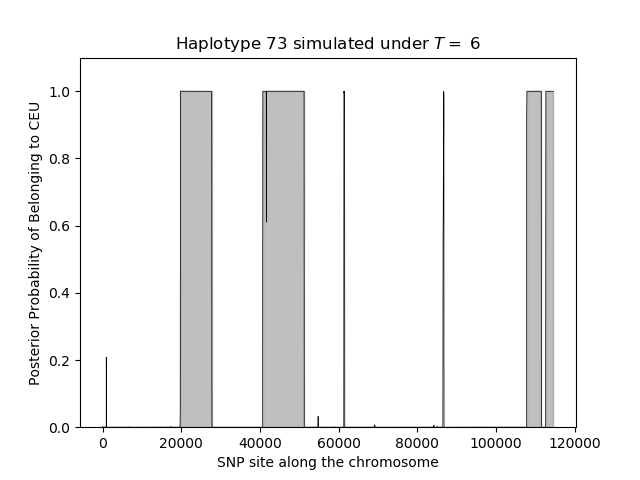 Haplotype 73 simulated under T = 6
Posterior Probability of Belonging to CEU
1.0
0.8
0.6
0.4
0.2
0.0
0 20000 40000 60000 80000 100000 120000
SNP site along the chromosome